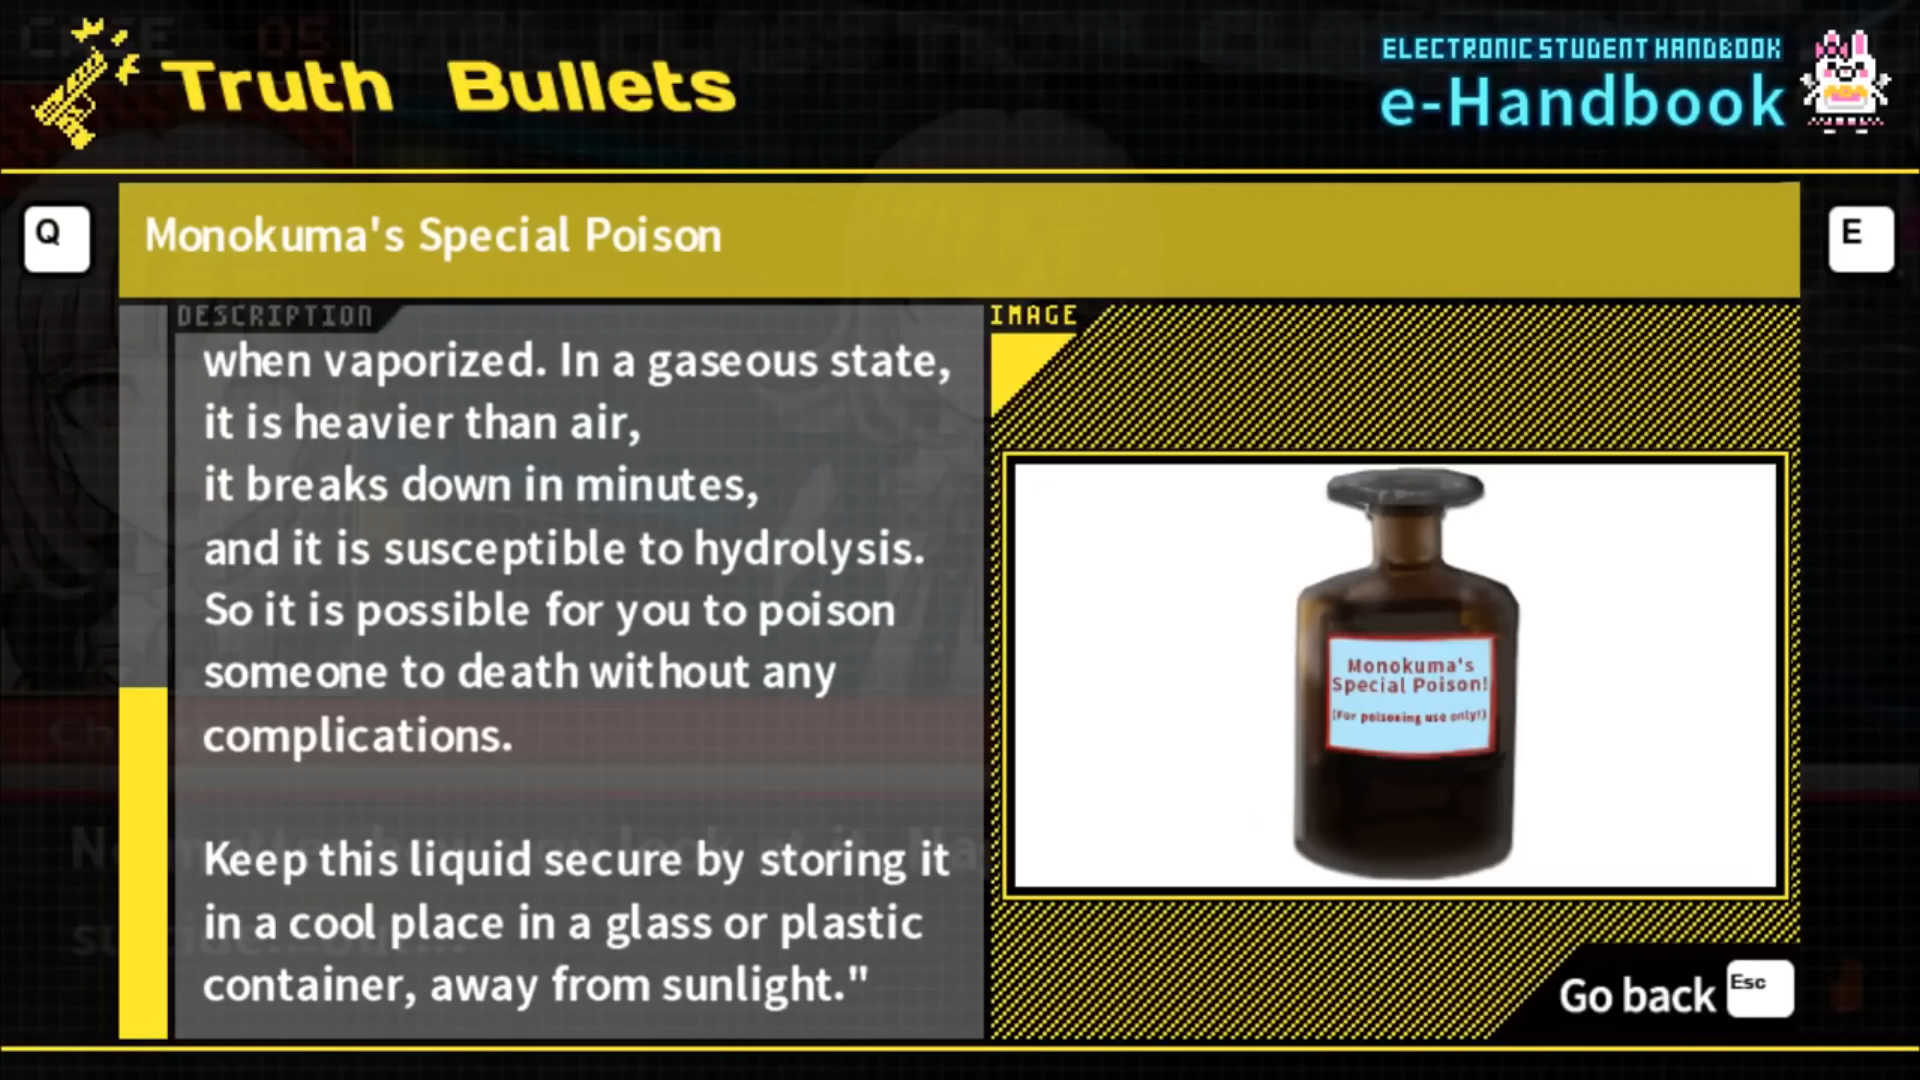 Truth Bullets
ELECTRONIC STUDENT HANDBOOK
e-Handbook
Q
Monokuma's Special Poison
E
DESCRIPTION
when vaporized. In a gaseous state,
it is heavier than air,
it breaks down in minutes,
and it is susceptible to hydrolysis.
So it is possible for you to poison
someone to death without any
complications.
Keep this liquid secure by storing it
in a cool place in a glass or plastic
container, away from sunlight."
IMAGE
Monokuma's
Special Poison!
(For poisoning use only!)
Go back
Esc